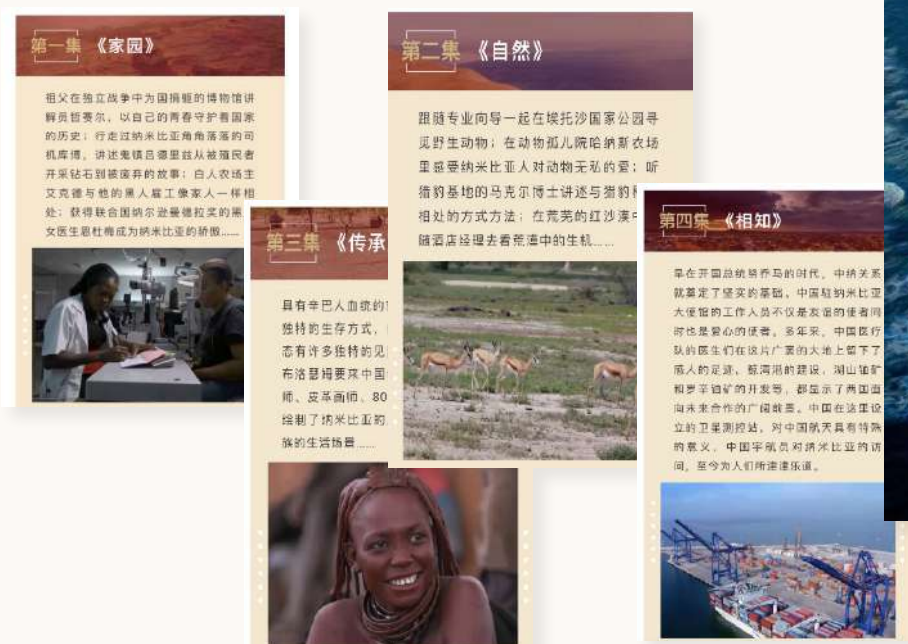 第一集 《家园》
祖父在独立战争中为国捐躯的博物馆讲
解员哲赛尔，以自己的青春守护着国家
的历史；行走过纳米比亚角角落落的司
机库博，讲述鬼镇吕德里兹从被殖民者
开采钻石到被废弃的故事；白人农场主
艾克德与他的黑人雇工像家人一样相
处；获得联合国纳尔逊曼德拉奖的黑
女医生恩杜梅成为纳米比亚的骄傲……
第二集 《自然》
跟随专业向导一起在埃托沙国家公园寻
觅野生动物；在动物孤儿院哈纳斯农场
里感受纳米比亚人对动物无私的爱；听
猎豹基地的马克尔博士讲述与猎豹
相处的方式方法；在荒芜的红沙漠
随酒店经理去看荒漠中的生机……
第三集 《传承
具有辛巴人血统的
独特的生存方式，
态有许多独特的见
布洛瑟姆要来中国
师、皮革画师、80
绘制了纳米比亚的
族的生活场景……
第四集 《相知》
早在开国总统努乔马的时代，中纳关系
就奠定了坚实的基础。中国驻纳米比亚
大使馆的工作人员不仅是友谊的使者同
时也是爱心的使者。多年来，中国医疗
队的医生们在这片广袤的大地上留下了
感人的足迹，鲸湾港的建设、湖山铀矿
和罗辛铀矿的开发等，都显示了两国面
向未来合作的广阔前景。中国在这里设
立的卫星测控站，对中国航天具有特殊
的意义，中国宇航员对纳米比亚的访
问，至今为人们所津津乐道。